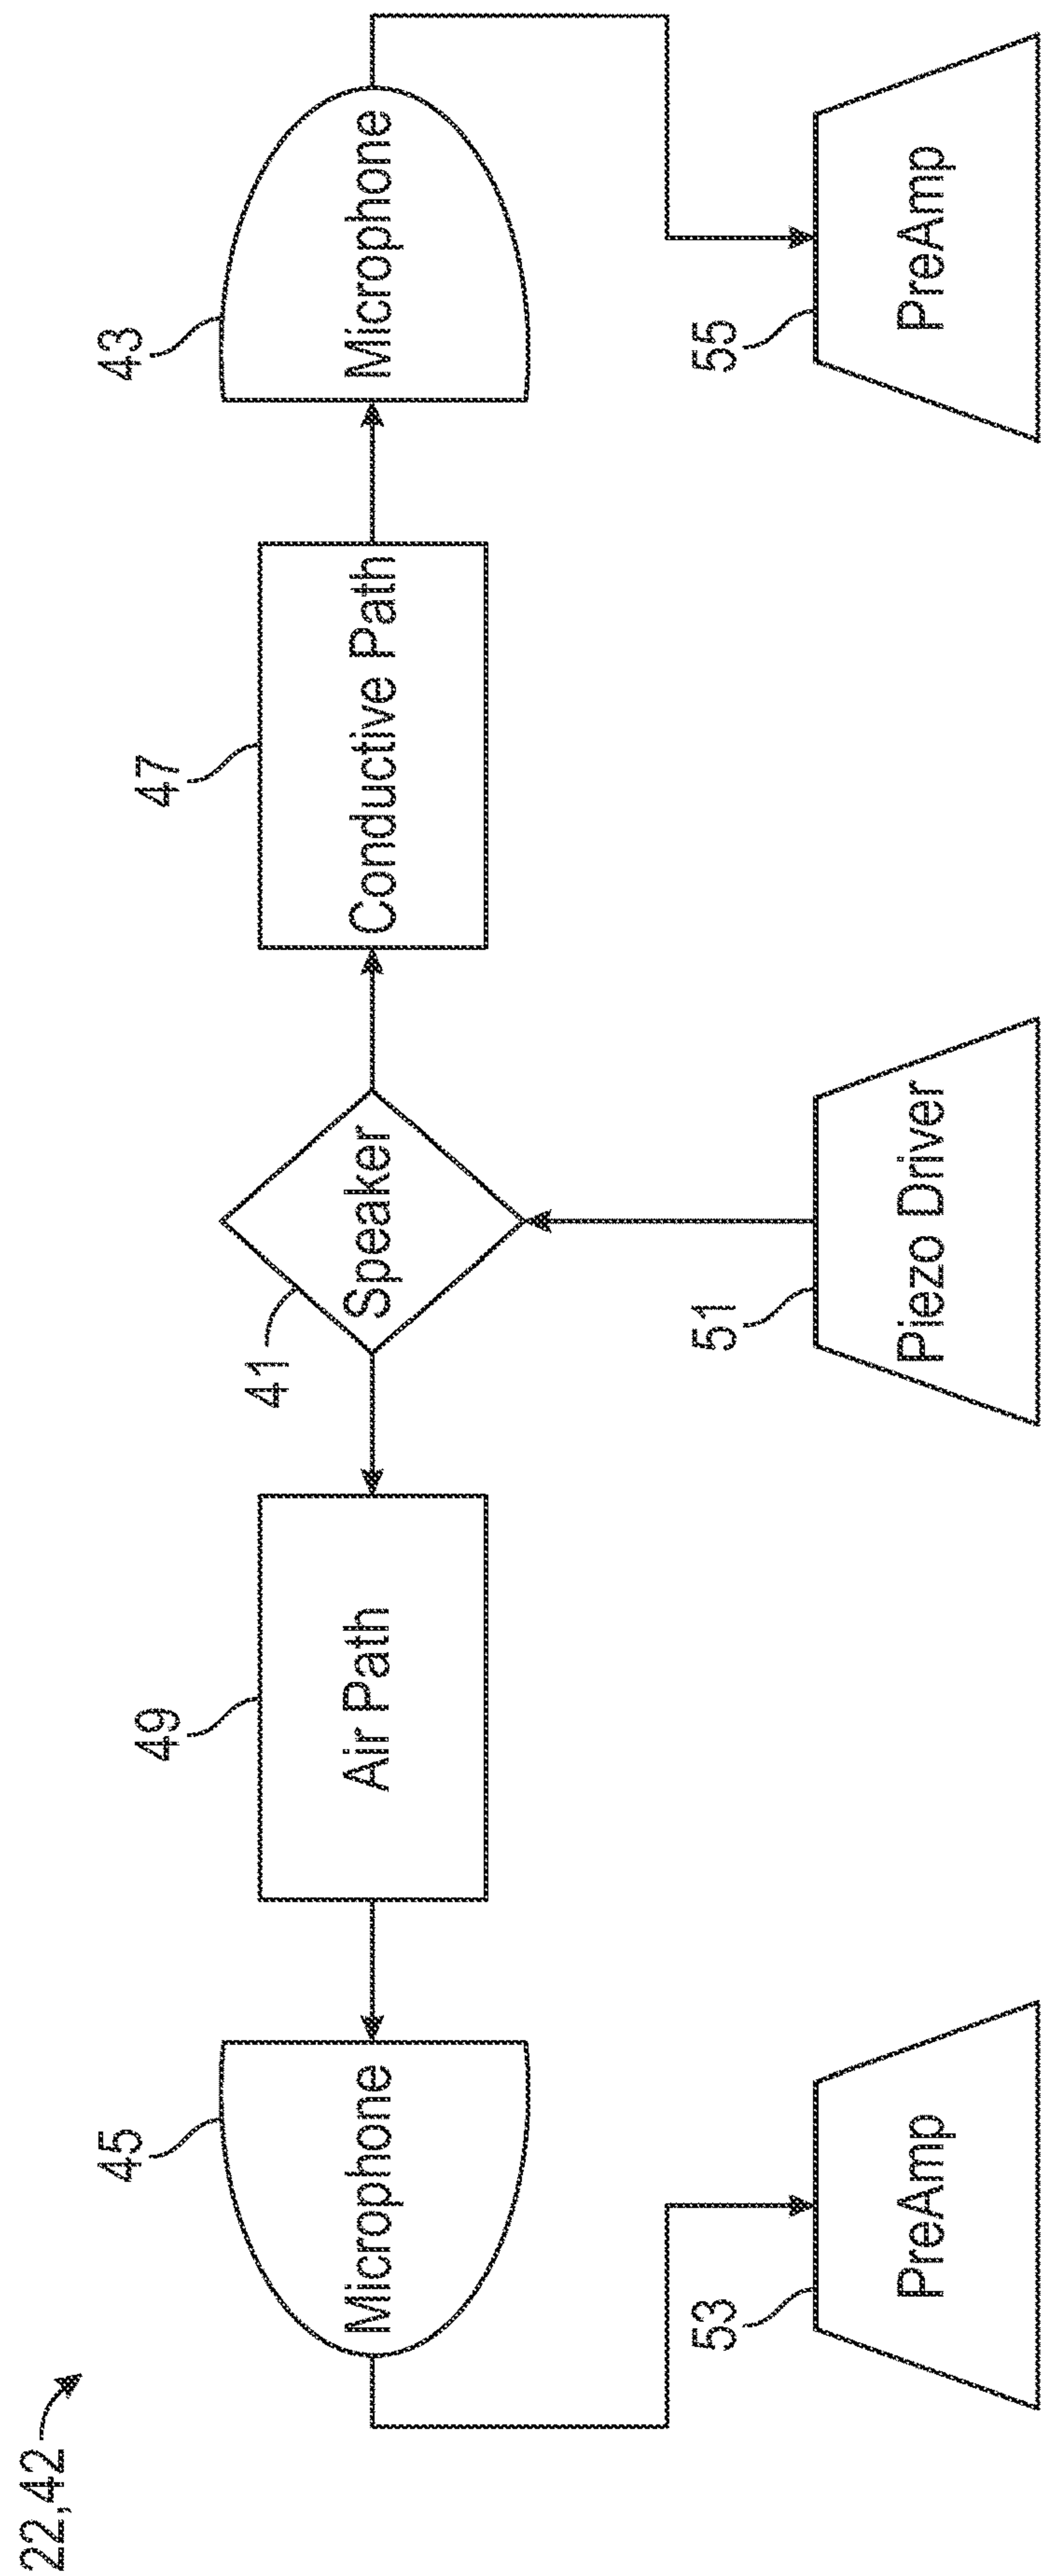 22,42
45
49
41
47
43
Microphone
Air Path
Speaker
Conductive Path
Microphone
53
51
55
PreAmp
Piezo Driver
PreAmp